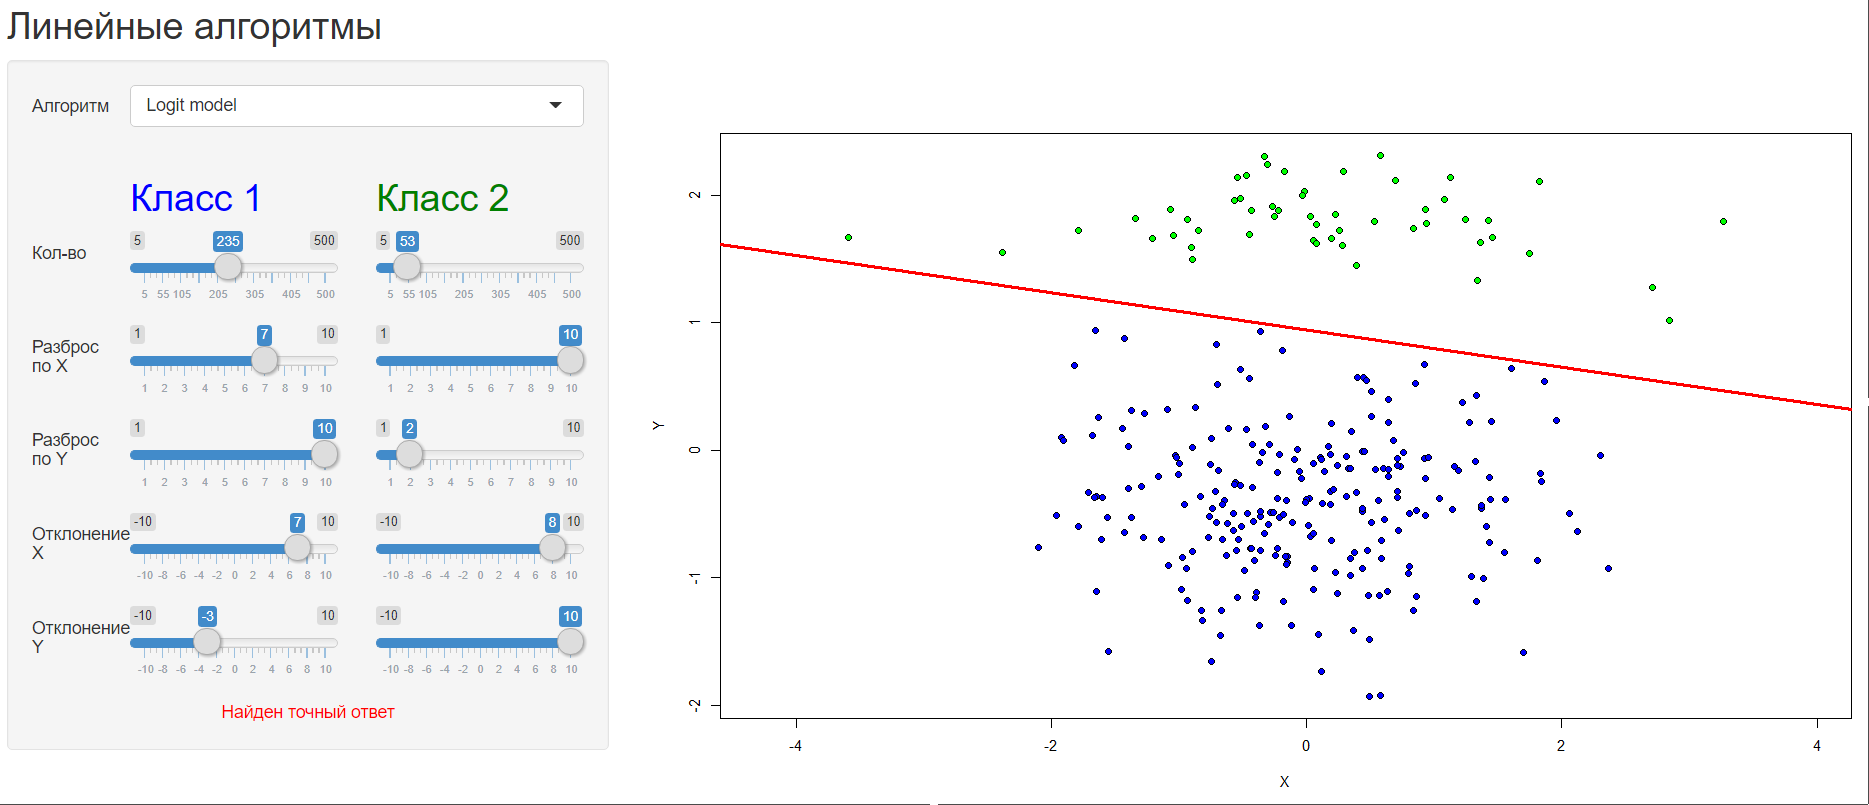 Линейные алгоритмы
Алгоритм Logit model
Класс 1 Класс 2
Кол-во
5 235 500 5 53 500
5 55 105 205 305 405 500 5 55 105 205 305 405 500
Разброс
по X
1 7 10 1 10
1 2 3 4 5 6 7 8 9 10 1 2 3 4 5 6 7 8 9 10
Разброс
по Y
1 10 1 2 10
1 2 3 4 5 6 7 8 9 10 1 2 3 4 5 6 7 8 9 10
Отклонение
X
-10 7 10 -10 8 10
-10 -8 -6 -4 -2 0 2 4 6 8 10 -10 -8 -6 -4 -2 0 2 4 6 8 10
Отклонение
Y
-10 -3 10 -10 10
-10 -8 -6 -4 -2 0 2 4 6 8 10 -10 -8 -6 -4 -2 0 2 4 6 8 10
Найден точный ответ
2
1
0
-1
-2
Y
-4 -2 0 2 4
X